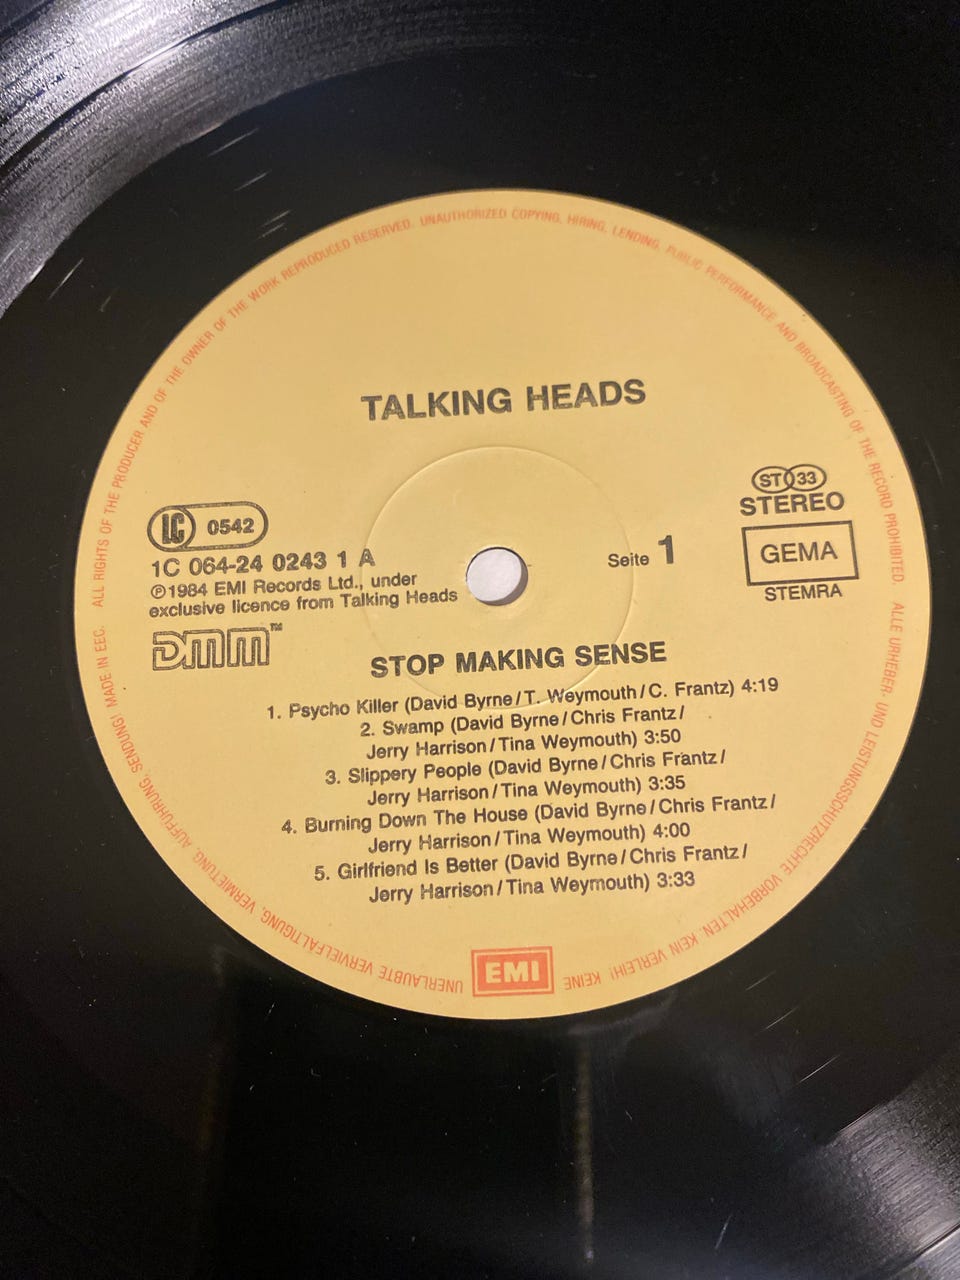 ALL RIGHTS OF THE PRODUCER AND OF THE OWNER OF THE WORK REPRODUCED RESERVED. UNAUTHORIZED COPYING, HIRING, LENDING, PUBLIC PERFORMANCE AND BROADCASTING OF THE RECORD PROHIBITED.
TALKING HEADS
LC 0542
1C 064-24 0243 1 A
℗1984 EMI Records Ltd., under
exclusive licence from Talking Heads
DMM™
Seite 1
ST 33
STEREO
GEMA
STEMRA
STOP MAKING SENSE
1. Psycho Killer (David Byrne/T. Weymouth/C. Frantz) 4:19
2. Swamp (David Byrne/Chris Frantz/
Jerry Harrison/Tina Weymouth) 3:50
3. Slippery People (David Byrne/Chris Frantz/
Jerry Harrison/Tina Weymouth) 3:35
4. Burning Down The House (David Byrne/Chris Frantz/
Jerry Harrison/Tina Weymouth) 4:00
5. Girlfriend Is Better (David Byrne/Chris Frantz/
Jerry Harrison/Tina Weymouth) 3:33
EMI
ALLE URHEBER- UND LEISTUNGSSCHUTZRECHTE VORBEHALTEN. KEIN VERLEIH! KEINE
UNERLAUBTE VERVIELFÄLTIGUNG, VERMIETUNG, AUFFÜHRUNG, SENDUNG! MADE IN EEC.